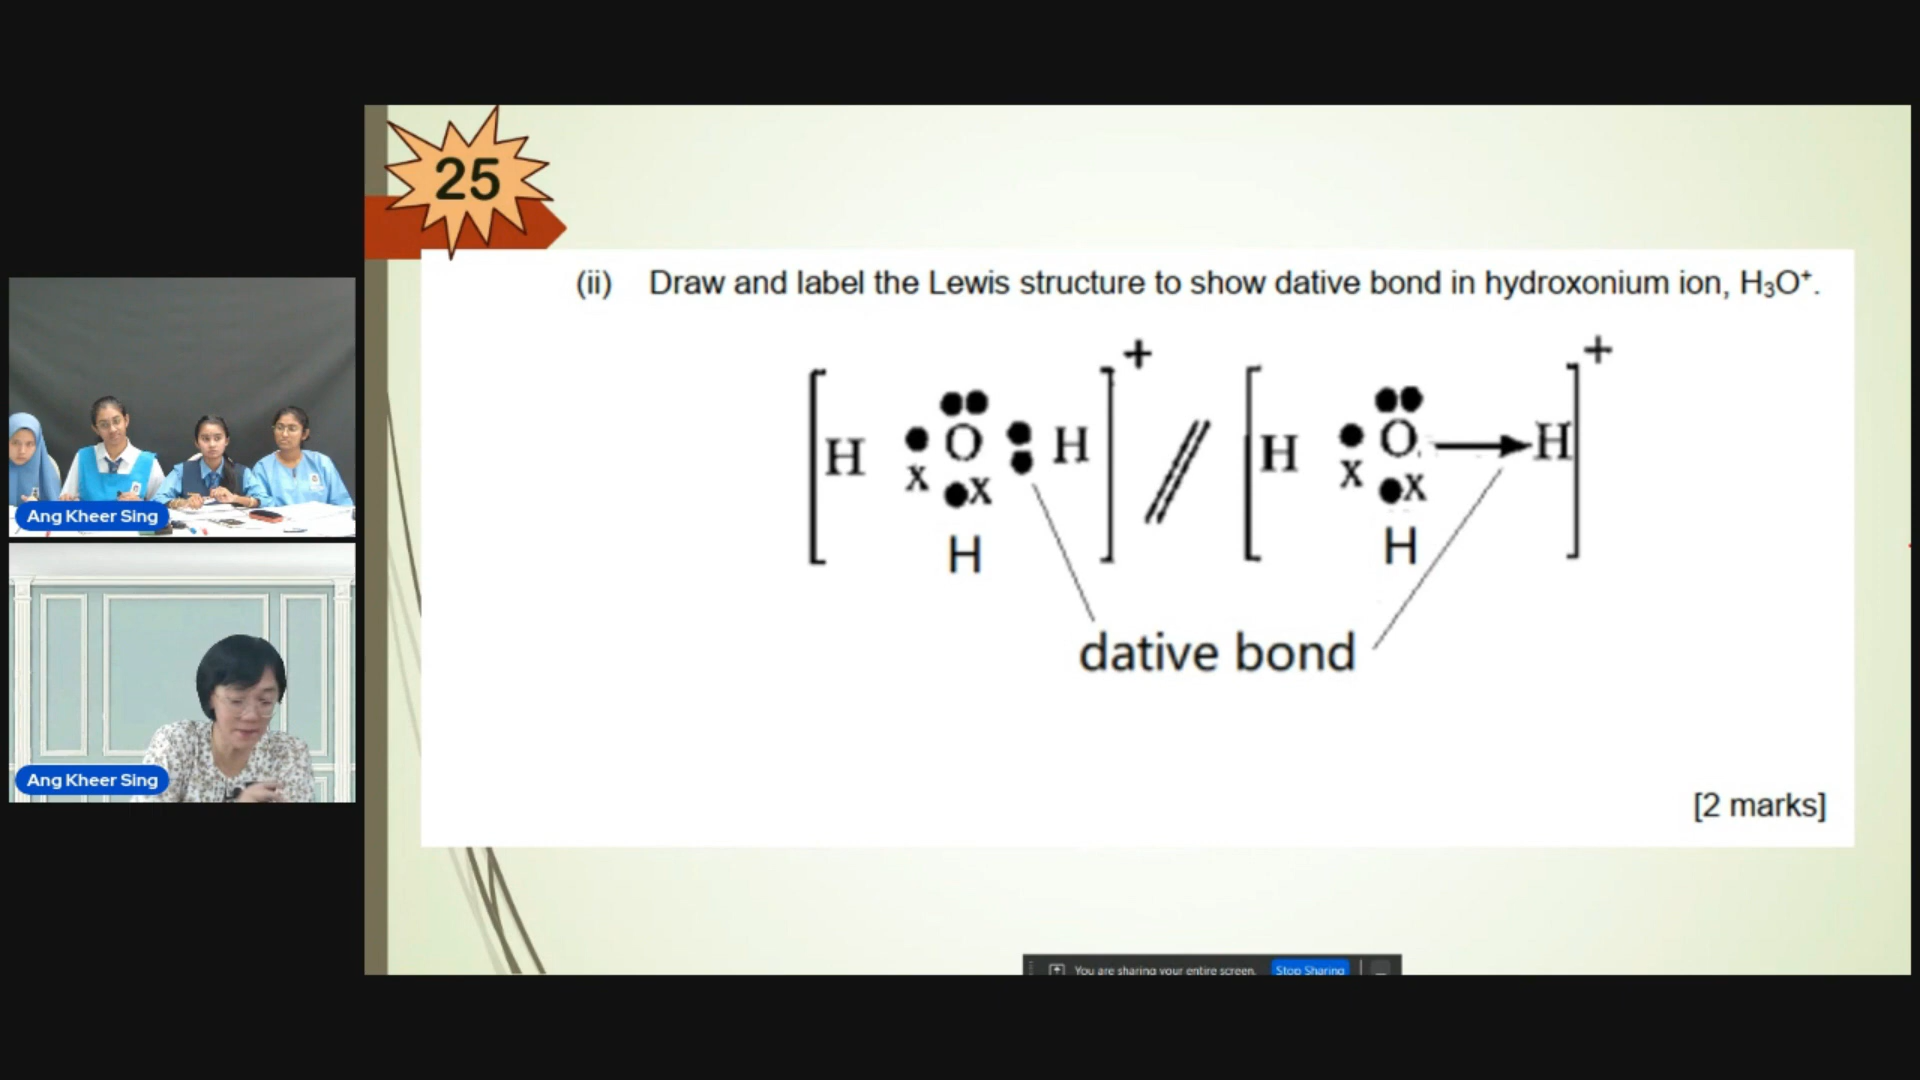 25
(ii) Draw and label the Lewis structure to show dative bond in hydroxonium ion, H₃O⁺.
+ +
H O H // H O H
x x x x
H H
dative bond
[2 marks]
Ang Kheer Sing
Ang Kheer Sing
You are sharing your entire screen. Stop Sharing